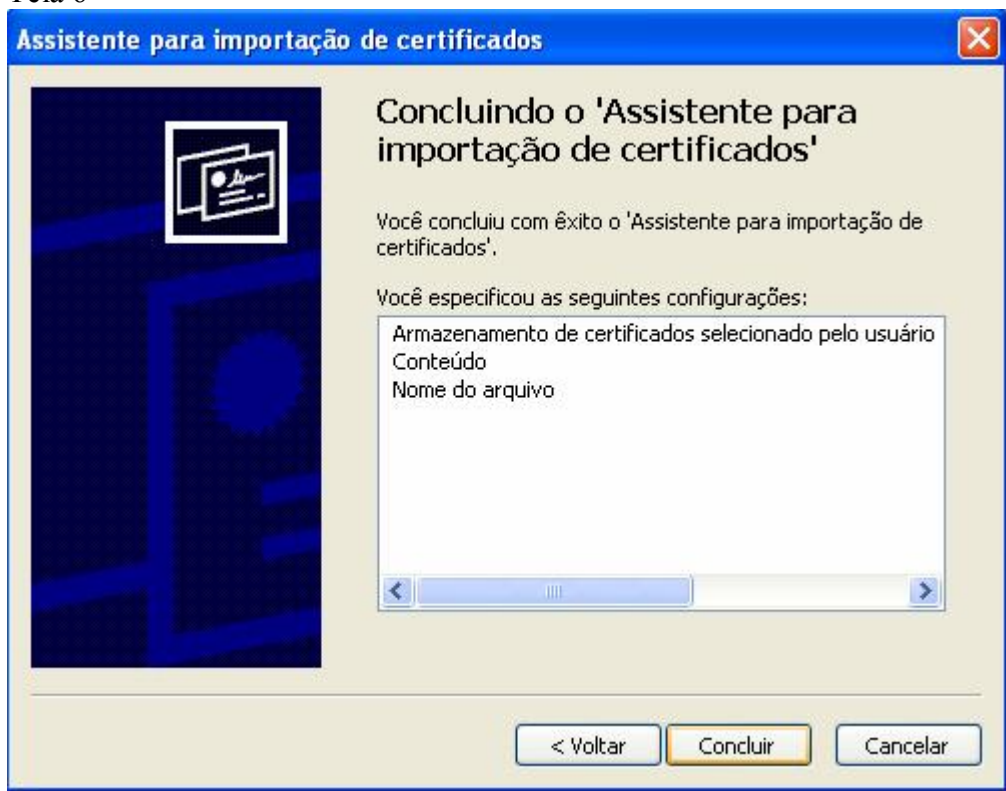 Assistente para importação de certificados
Concluindo o 'Assistente para
importação de certificados'
Você concluiu com êxito o 'Assistente para importação de
certificados'.
Você especificou as seguintes configurações:
Armazenamento de certificados selecionado pelo usuário
Conteúdo
Nome do arquivo
< Voltar
Concluir
Cancelar